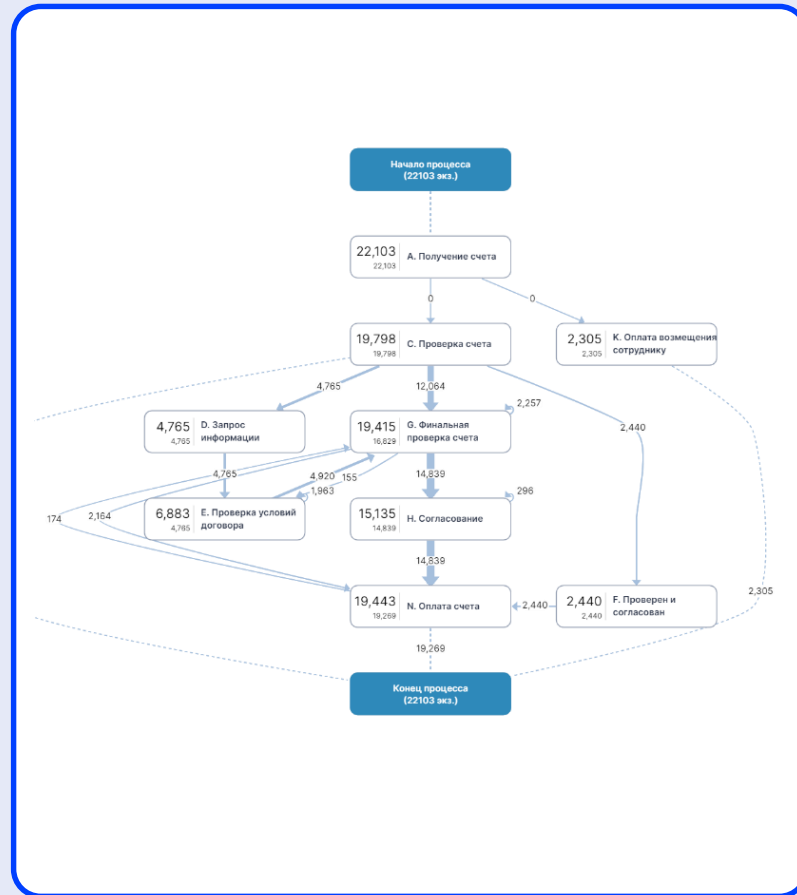 Начало процесса
(22103 экз.)
22,103
22,103
А. Получение счета
0
0
19,798
19,798
С. Проверка счета
2,305
2,305
К. Оплата возмещения
сотруднику
4,765
12,064
2,257
2,440
4,765
4,765
D. Запрос
информации
19,415
16,829
G. Финальная
проверка счета
4,765
4,920
155
14,839
1,963
296
174
2,164
6,883
4,765
Е. Проверка условий
договора
15,135
14,839
Н. Согласование
14,839
2,305
19,443
19,269
N. Оплата счета
2,440
2,440
2,440
F. Проверен и
согласован
19,269
Конец процесса
(22103 экз.)